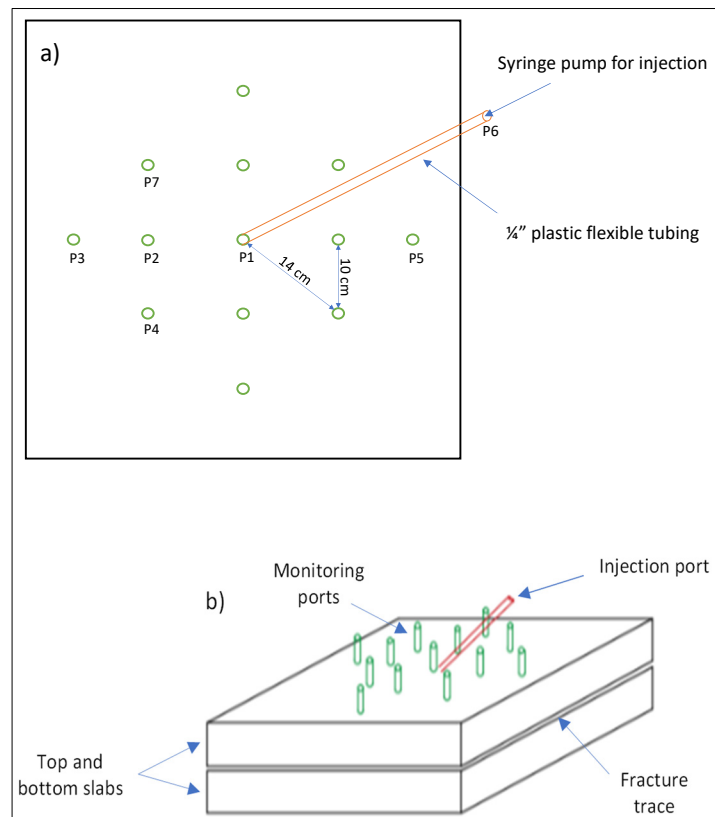 a)
Syringe pump for injection
P6
P7
¼” plastic flexible tubing
P3
P2
P1
P5
14 cm
10 cm
P4
Injection port
Monitoring
ports
b)
Top and
bottom slabs
Fracture
trace